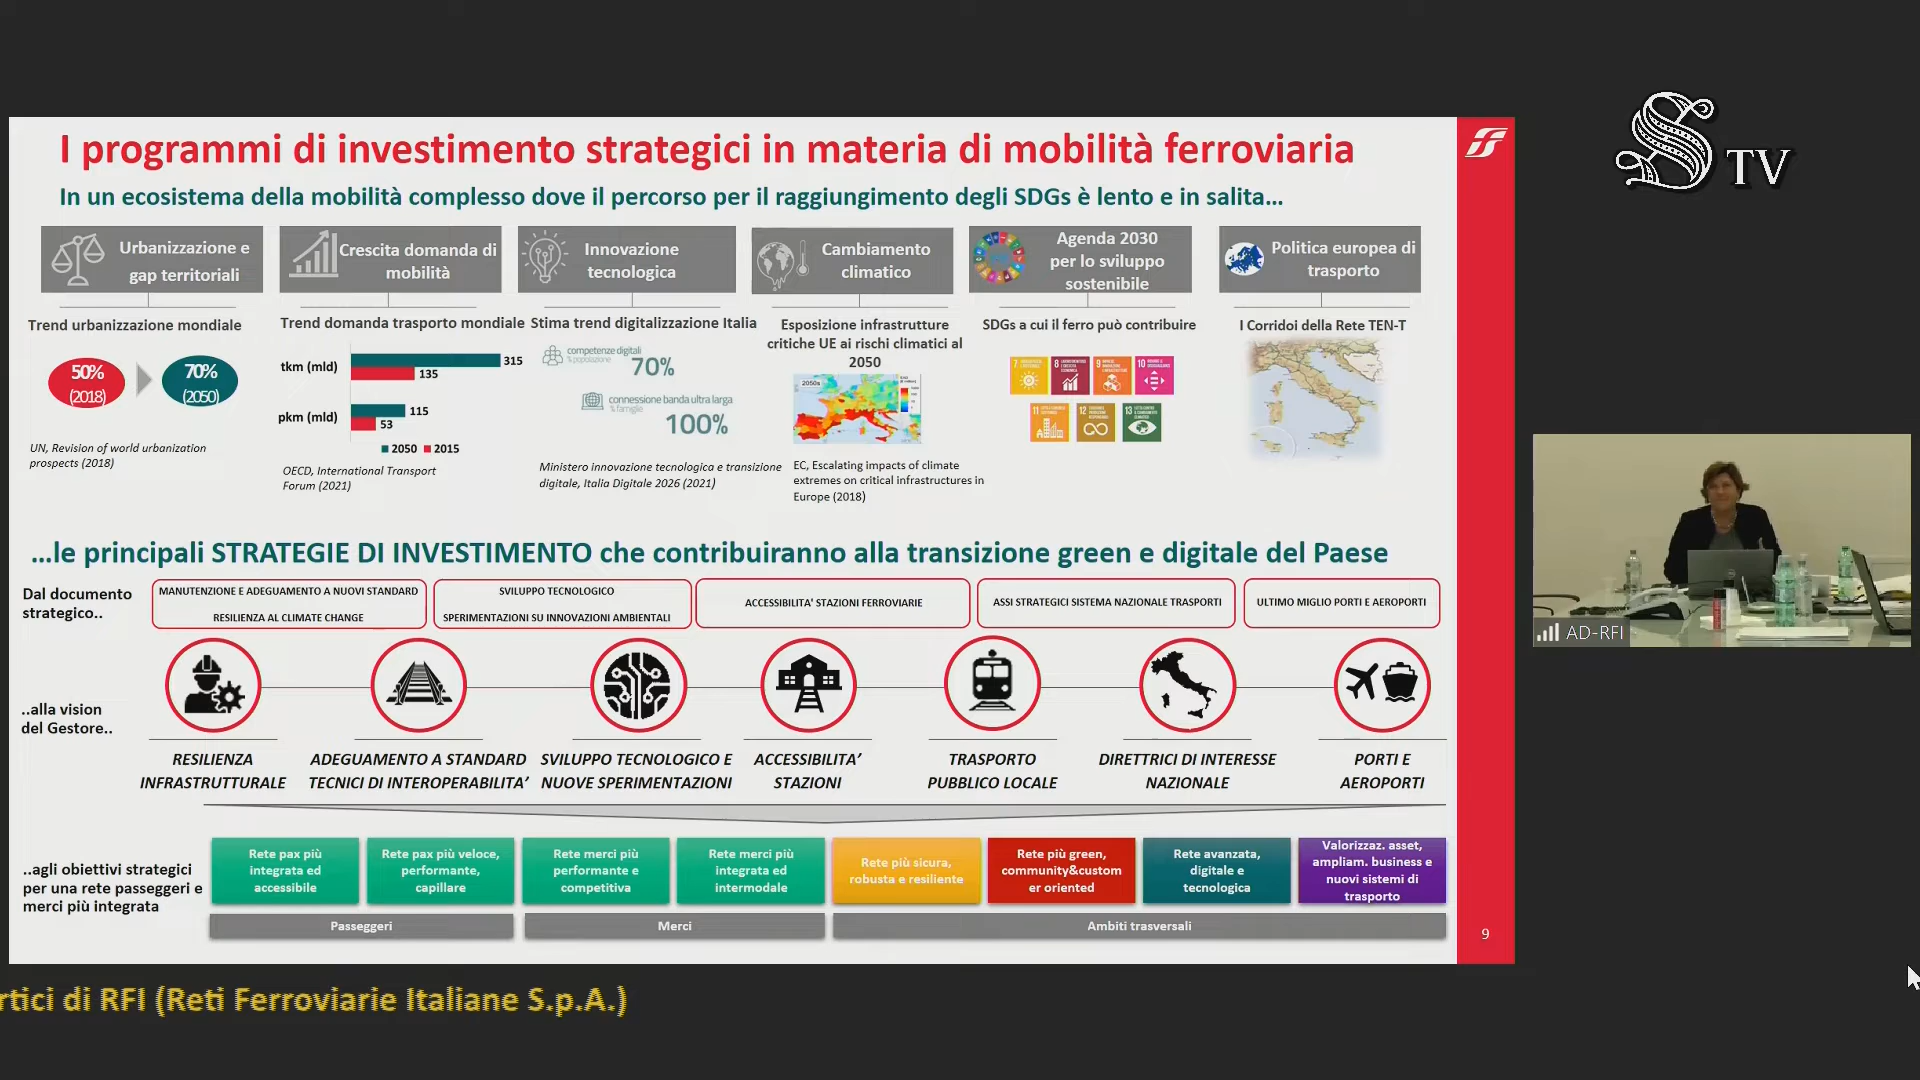 I programmi di investimento strategici in materia di mobilità ferroviaria
In un ecosistema della mobilità complesso dove il percorso per il raggiungimento degli SDGs è lento e in salita...
Urbanizzazione e
gap territoriali
Crescita domanda di
mobilità
Innovazione
tecnologica
Cambiamento
climatico
Agenda 2030
per lo sviluppo
sostenibile
Politica europea di
trasporto
Trend urbanizzazione mondiale
50%
(2018)
70%
(2050)
UN, Revision of world urbanization
prospects (2018)
Trend domanda trasporto mondiale
tkm (mld)
315
135
pkm (mld)
115
53
2050 2015
OECD, International Transport
Forum (2021)
Stima trend digitalizzazione Italia
competenze digitali
% popolazione
70%
connessione banda ultra larga
% famiglie
100%
Ministero innovazione tecnologica e transizione
digitale, Italia Digitale 2026 (2021)
Esposizione infrastrutture
critiche UE ai rischi climatici al
2050
2050s
EC, Escalating impacts of climate
extremes on critical infrastructures in
Europe (2018)
SDGs a cui il ferro può contribuire
7
8
9
10
11
12
13
I Corridoi della Rete TEN-T
...le principali STRATEGIE DI INVESTIMENTO che contribuiranno alla transizione green e digitale del Paese
Dal documento
strategico..
MANUTENZIONE E ADEGUAMENTO A NUOVI STANDARD
RESILIENZA AL CLIMATE CHANGE
SVILUPPO TECNOLOGICO
SPERIMENTAZIONI SU INNOVAZIONI AMBIENTALI
ACCESSIBILITA' STAZIONI FERROVIARIE
ASSI STRATEGICI SISTEMA NAZIONALE TRASPORTI
ULTIMO MIGLIO PORTI E AEROPORTI
..alla vision
del Gestore..
RESILIENZA
INFRASTRUTTURALE
ADEGUAMENTO A STANDARD
TECNICI DI INTEROPERABILITA'
SVILUPPO TECNOLOGICO E
NUOVE SPERIMENTAZIONI
ACCESSIBILITA'
STAZIONI
TRASPORTO
PUBBLICO LOCALE
DIRETTRICI DI INTERESSE
NAZIONALE
PORTI E
AEROPORTI
..agli obiettivi strategici
per una rete passeggeri e
merci più integrata
Rete pax più
integrata ed
accessibile
Rete pax più veloce,
performante,
capillare
Rete merci più
performante e
competitiva
Rete merci più
integrata ed
intermodale
Rete più sicura,
robusta e resiliente
Rete più green,
community&custom
er oriented
Rete avanzata,
digitale e
tecnologica
Valorizzaz. asset,
ampliam. business e
nuovi sistemi di
trasporto
Passeggeri
Merci
Ambiti trasversali
9
S TV
AD-RFI
rtici di RFI (Reti Ferroviarie Italiane S.p.A.)